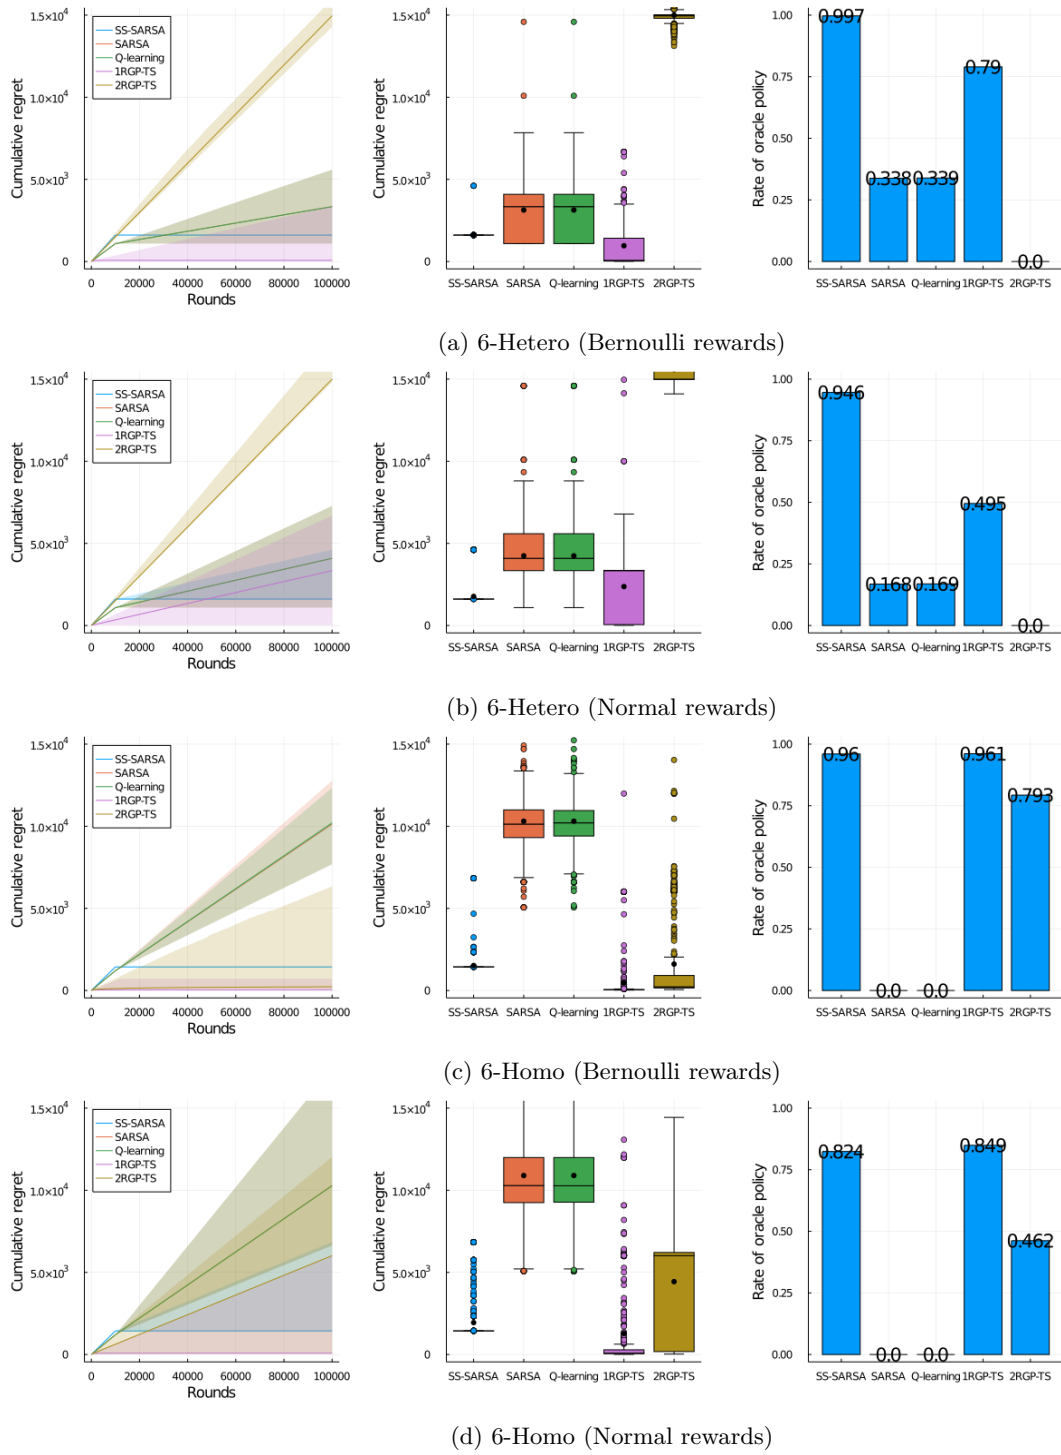 Cumulative regret
1.5×10⁴
1.0×10⁴
5.0×10³
0
SS-SARSA
SARSA
Q-learning
1RGP-TS
2RGP-TS
0 20000 40000 60000 80000 100000
Rounds
Cumulative regret
1.5×10⁴
1.0×10⁴
5.0×10³
0
SS-SARSA SARSA Q-learning 1RGP-TS 2RGP-TS
Rate of oracle policy
1.00
0.75
0.50
0.25
0.00
0.997 0.338 0.339 0.79 0.0
SS-SARSA SARSA Q-learning 1RGP-TS 2RGP-TS
(a) 6-Hetero (Bernoulli rewards)
Cumulative regret
1.5×10⁴
1.0×10⁴
5.0×10³
0
SS-SARSA
SARSA
Q-learning
1RGP-TS
2RGP-TS
0 20000 40000 60000 80000 100000
Rounds
Cumulative regret
1.5×10⁴
1.0×10⁴
5.0×10³
0
SS-SARSA SARSA Q-learning 1RGP-TS 2RGP-TS
Rate of oracle policy
1.00
0.75
0.50
0.25
0.00
0.946 0.168 0.169 0.495 0.0
SS-SARSA SARSA Q-learning 1RGP-TS 2RGP-TS
(b) 6-Hetero (Normal rewards)
Cumulative regret
1.5×10⁴
1.0×10⁴
5.0×10³
0
SS-SARSA
SARSA
Q-learning
1RGP-TS
2RGP-TS
0 20000 40000 60000 80000 100000
Rounds
Cumulative regret
1.5×10⁴
1.0×10⁴
5.0×10³
0
SS-SARSA SARSA Q-learning 1RGP-TS 2RGP-TS
Rate of oracle policy
1.00
0.75
0.50
0.25
0.00
0.96 0.0 0.0 0.961 0.793
SS-SARSA SARSA Q-learning 1RGP-TS 2RGP-TS
(c) 6-Homo (Bernoulli rewards)
Cumulative regret
1.5×10⁴
1.0×10⁴
5.0×10³
0
SS-SARSA
SARSA
Q-learning
1RGP-TS
2RGP-TS
0 20000 40000 60000 80000 100000
Rounds
Cumulative regret
1.5×10⁴
1.0×10⁴
5.0×10³
0
SS-SARSA SARSA Q-learning 1RGP-TS 2RGP-TS
Rate of oracle policy
1.00
0.75
0.50
0.25
0.00
0.824 0.0 0.0 0.849 0.462
SS-SARSA SARSA Q-learning 1RGP-TS 2RGP-TS
(d) 6-Homo (Normal rewards)